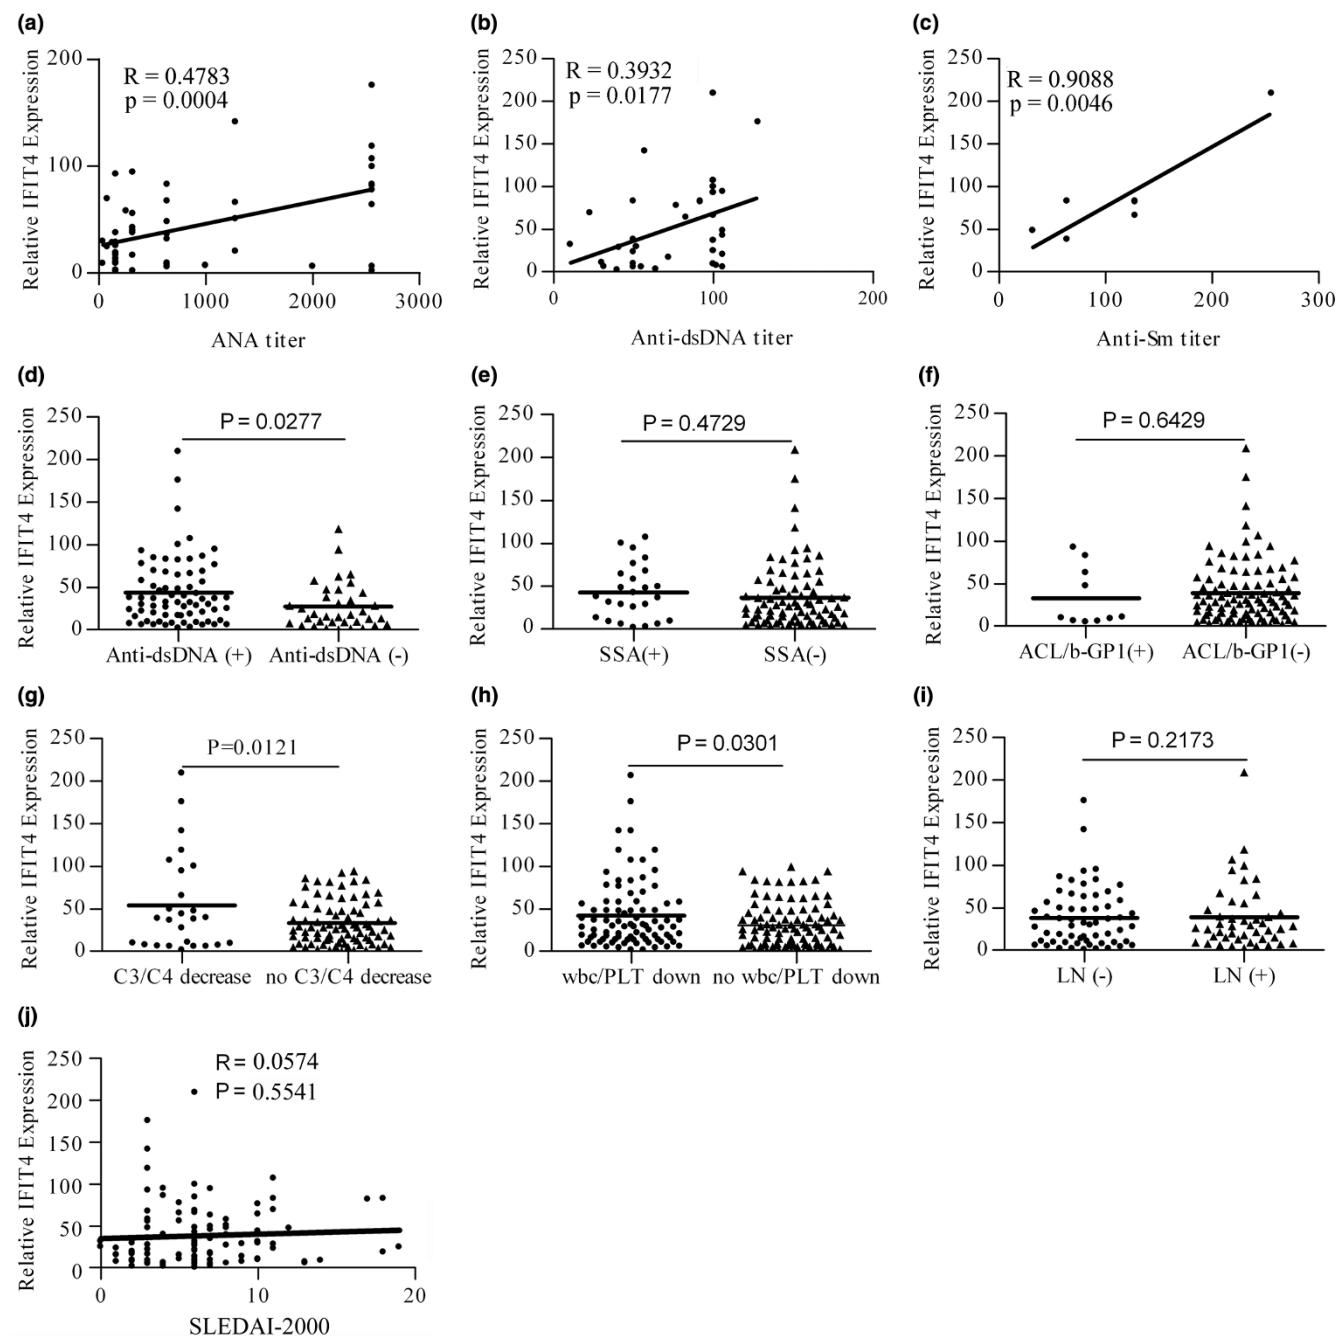 (a)
R = 0.4783
p = 0.0004
Relative IFIT4 Expression
200
100
0
0 1000 2000 3000
ANA titer
(b)
R = 0.3932
p = 0.0177
Relative IFIT4 Expression
250
200
150
100
50
0
0 100 200
Anti-dsDNA titer
(c)
R = 0.9088
p = 0.0046
Relative IFIT4 Expression
250
200
150
100
50
0
0 100 200 300
Anti-Sm titer
(d)
P = 0.0277
Relative IFIT4 Expression
250
200
150
100
50
0
Anti-dsDNA (+) Anti-dsDNA (-)
(e)
P = 0.4729
Relative IFIT4 Expression
250
200
150
100
50
0
SSA(+) SSA(-)
(f)
P = 0.6429
Relative IFIT4 Expression
250
200
150
100
50
0
ACL/b-GP1(+) ACL/b-GP1(-)
(g)
P=0.0121
Relative IFIT4 Expression
250
200
150
100
50
0
C3/C4 decrease no C3/C4 decrease
(h)
P = 0.0301
Relative IFIT4 Expression
250
200
150
100
50
0
wbc/PLT down no wbc/PLT down
(i)
P = 0.2173
Relative IFIT4 Expression
250
200
150
100
50
0
LN (-) LN (+)
(j)
R = 0.0574
P = 0.5541
Relative IFIT4 Expression
250
200
150
100
50
0
0 10 20
SLEDAI-2000